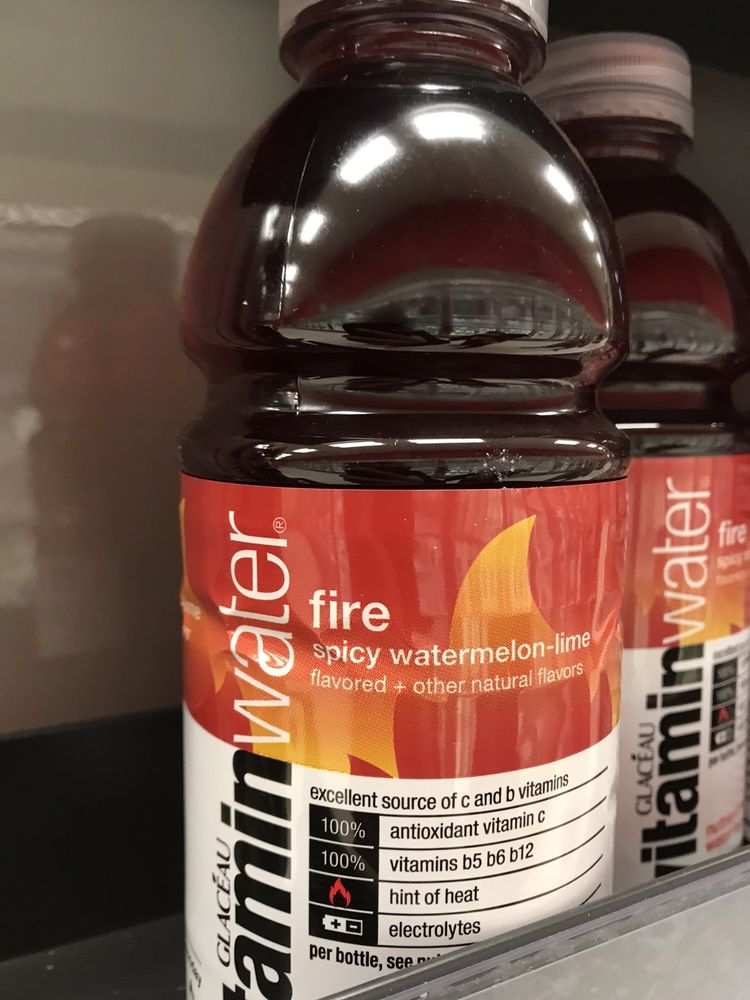 GLACÉAU
vitaminwater®
fire
spicy watermelon-lime
flavored + other natural flavors
excellent source of c and b vitamins
100% antioxidant vitamin c
100% vitamins b5 b6 b12
hint of heat
electrolytes
per bottle, see
GLACÉAU
vitaminwater
fire
spicy